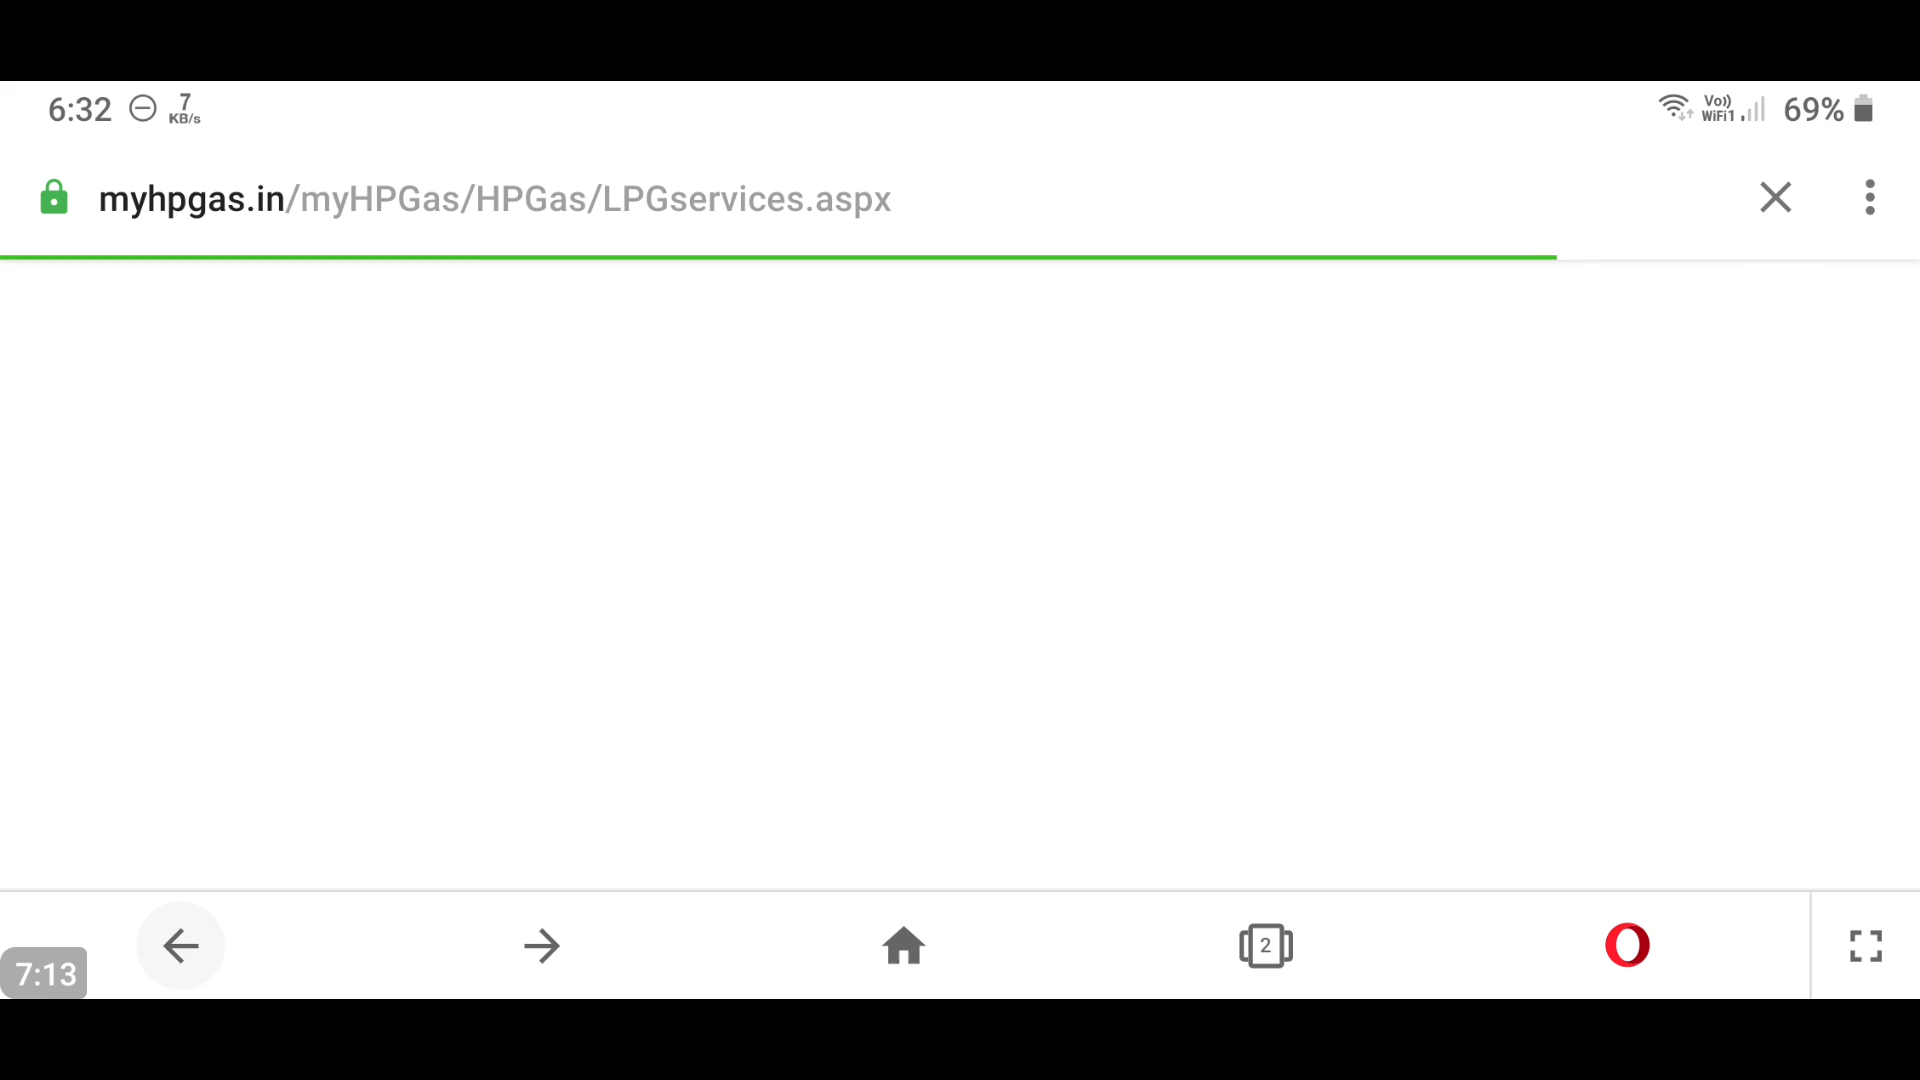 6:32 7 KB/s Vo)) WiFi1 69%
myhpgas.in/myHPGas/HPGas/LPGservices.aspx
2
7:13